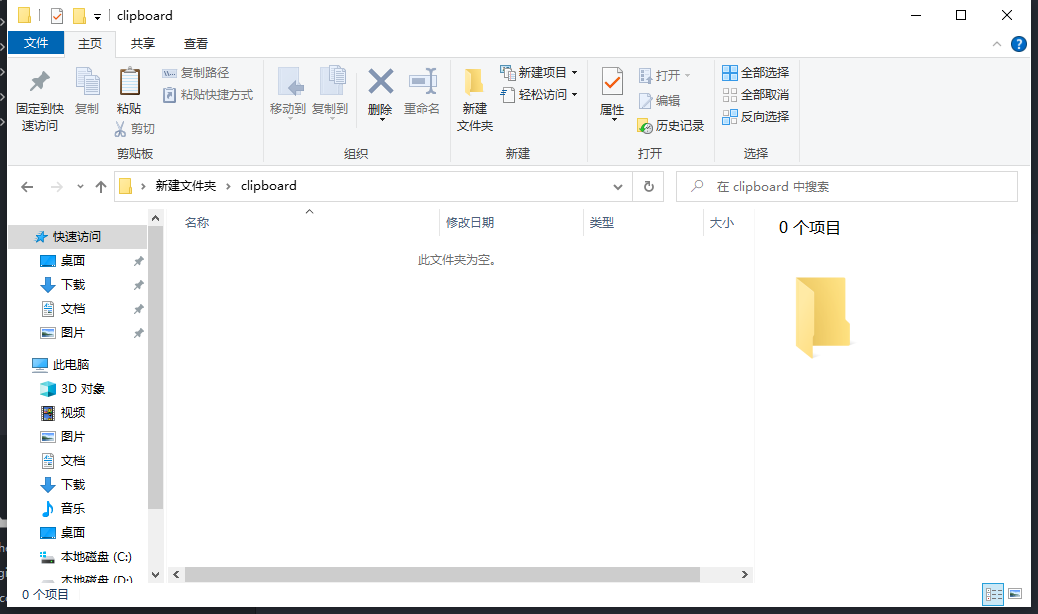 clipboard
文件 主页 共享 查看
固定到快速访问
复制
粘贴
复制路径
粘贴快捷方式
剪切
剪贴板
移动到 复制到 删除 重命名
组织
新建
文件夹
新建项目
轻松访问
新建
属性
打开
编辑
历史记录
打开
全部选择
全部取消
反向选择
选择
新建文件夹 clipboard
在 clipboard 中搜索
快速访问
桌面
下载
文档
图片
此电脑
3D 对象
视频
图片
文档
下载
音乐
桌面
本地磁盘 (C:)
本地磁盘 (D:)
名称 修改日期 类型 大小
此文件夹为空。
0 个项目
0 个项目